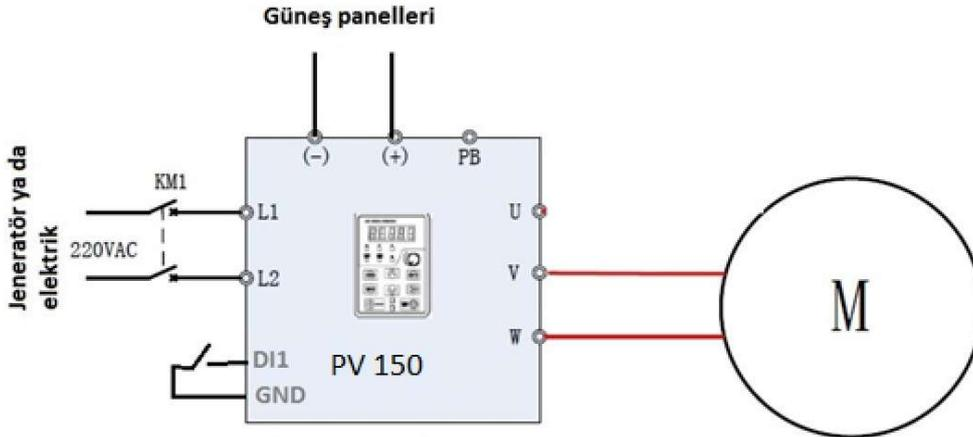 Güneş panelleri
(-)
(+)
PB
KM1
L1
U
Jeneratör ya da
elektrik
220VAC
L2
V
M
W
DI1
PV 150
GND